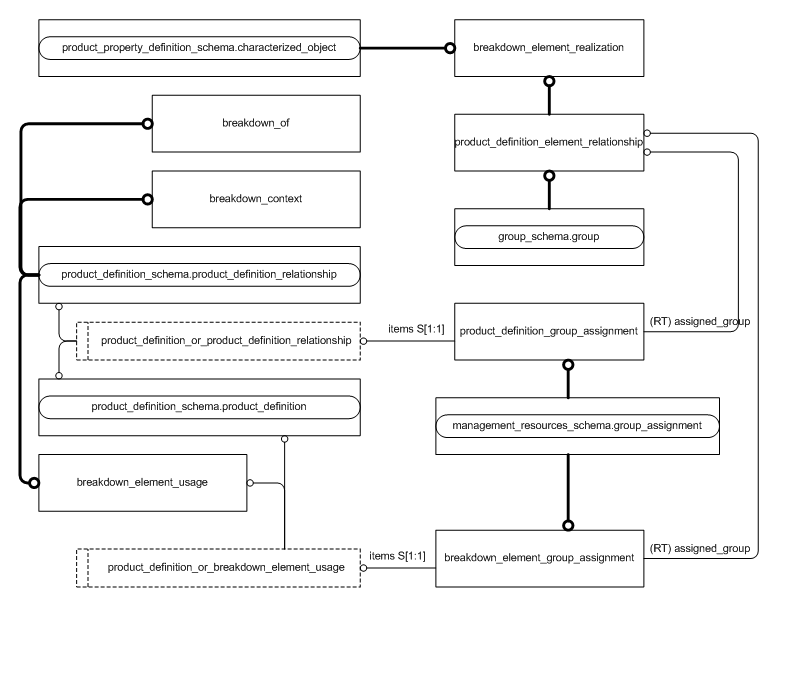 product_property_definition_schema.characterized_object
breakdown_element_realization
breakdown_of
product_definition_element_relationship
breakdown_context
group_schema.group
product_definition_schema.product_definition_relationship
product_definition_or_product_definition_relationship
items S[1:1]
product_definition_group_assignment
(RT) assigned_group
product_definition_schema.product_definition
management_resources_schema.group_assignment
breakdown_element_usage
product_definition_or_breakdown_element_usage
items S[1:1]
breakdown_element_group_assignment
(RT) assigned_group